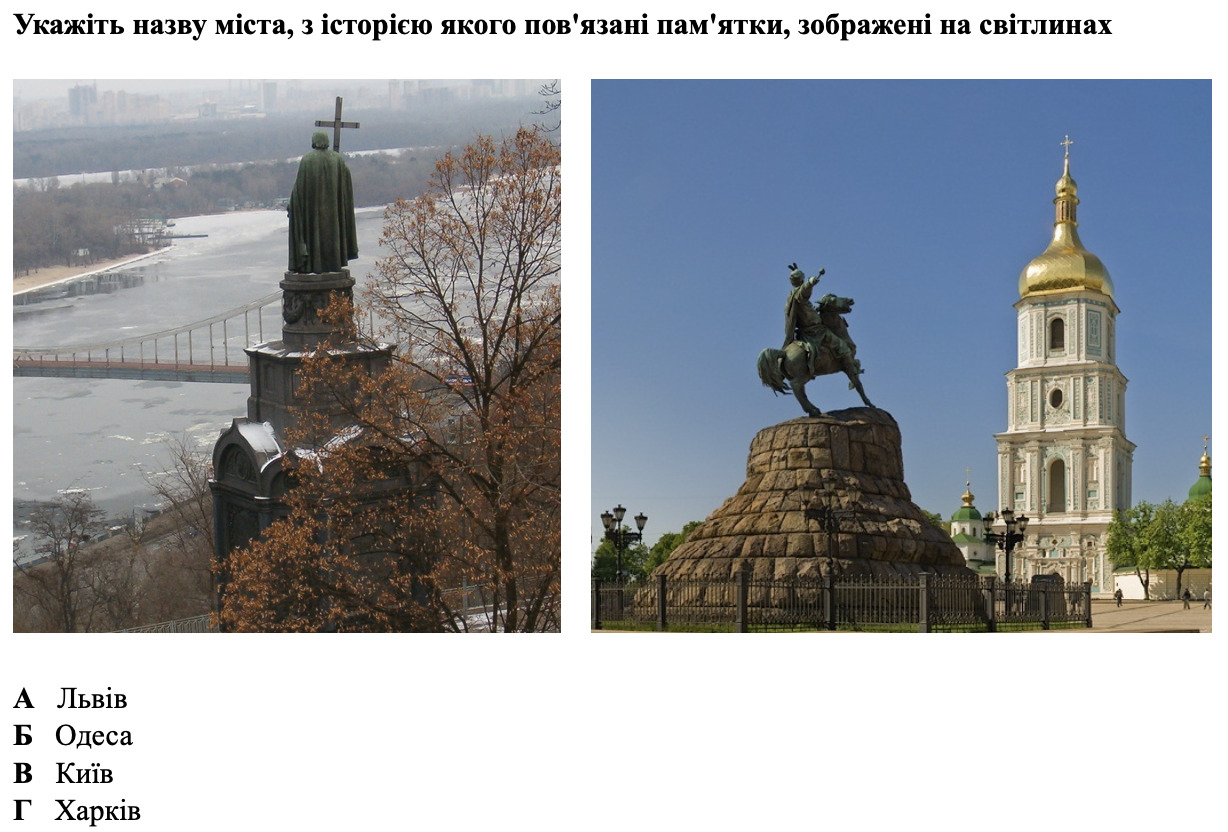 Укажіть назву міста, з історією якого пов'язані пам'ятки, зображені на світлинах
А Львів
Б Одеса
В Київ
Г Харків